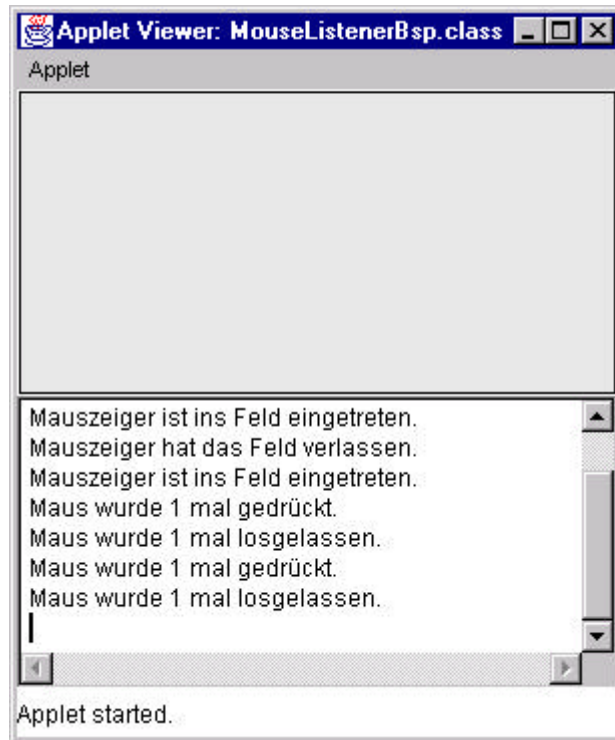 Applet Viewer: MouseListenerBsp.class
Applet
Mauszeiger ist ins Feld eingetreten.
Mauszeiger hat das Feld verlassen.
Mauszeiger ist ins Feld eingetreten.
Maus wurde 1 mal gedrückt.
Maus wurde 1 mal losgelassen.
Maus wurde 1 mal gedrückt.
Maus wurde 1 mal losgelassen.
Applet started.